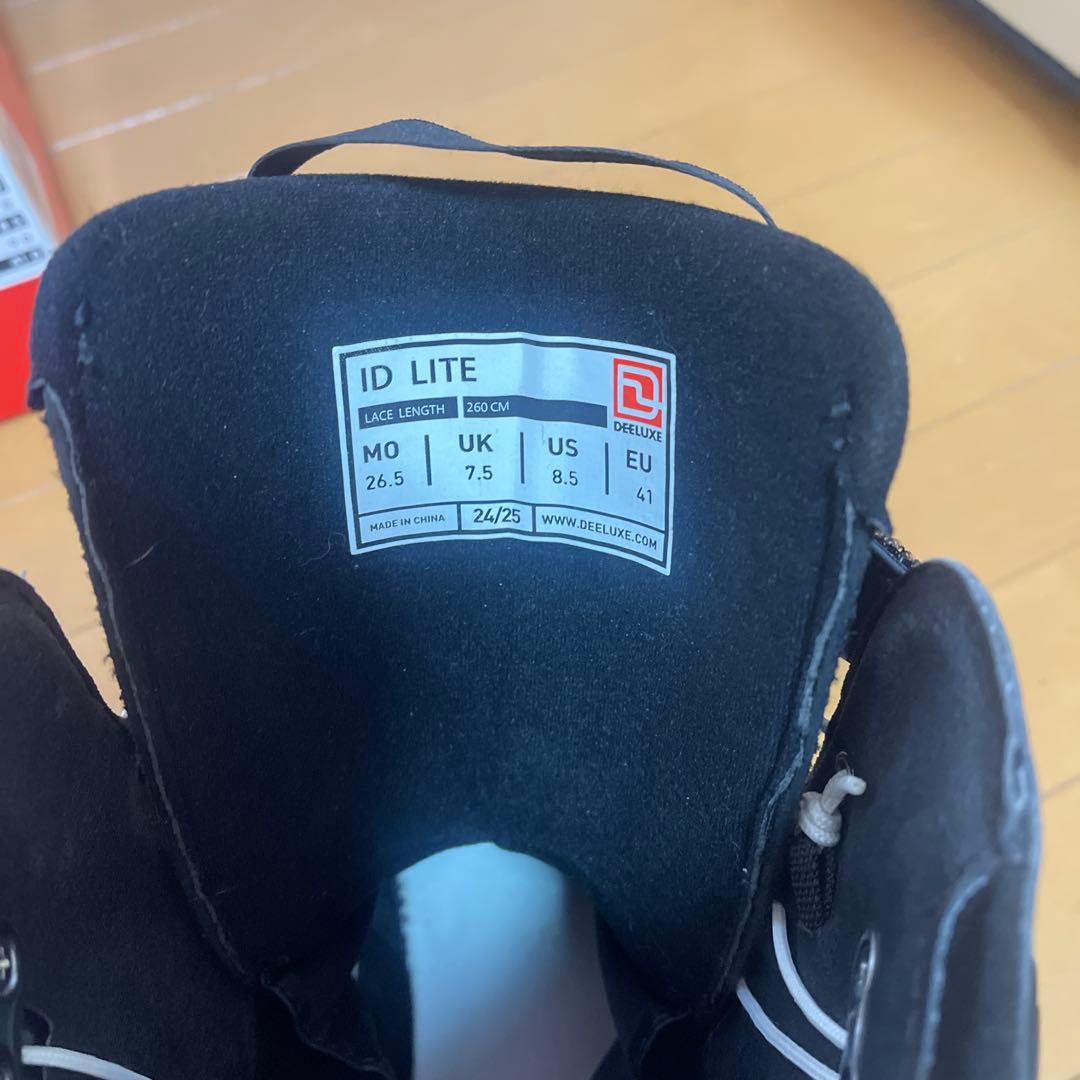 ID LITE
LACE LENGTH 260 CM
DEELUXE
MO UK US EU
26.5 7.5 8.5 41
MADE IN CHINA 24/25 WWW.DEELUXE.COM